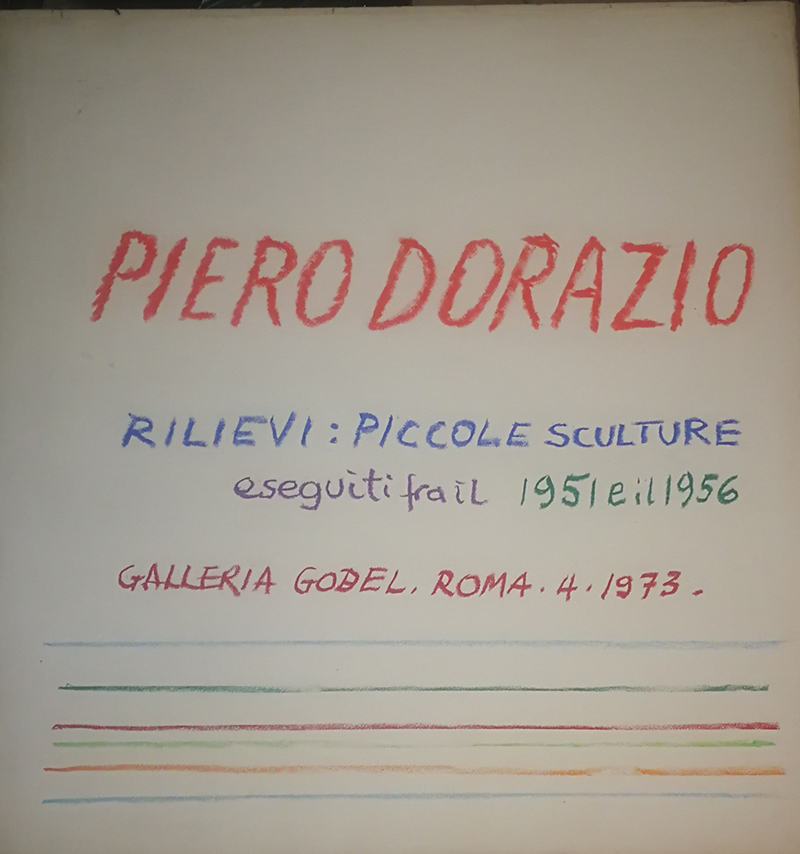 PIERO DORAZIO
RILIEVI: PICCOLE SCULTURE
eseguiti fra il 1951 e il 1956
GALLERIA GODEL. ROMA. 4. 1973.